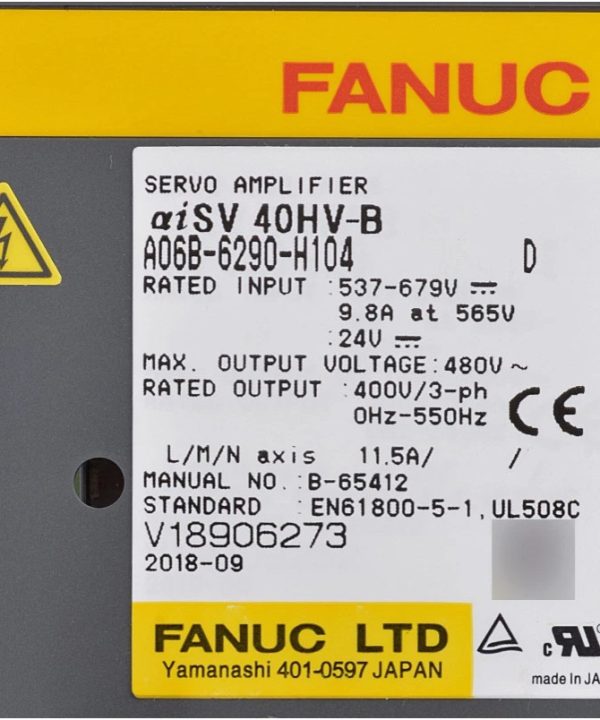 FANUC
SERVO AMPLIFIER
αiSV 40HV-B
A06B-6290-H104 D
RATED INPUT :537-679V ⎓
9.8A at 565V
:24V ⎓
MAX. OUTPUT VOLTAGE:480V ~
RATED OUTPUT :400V/3-ph
0Hz-550Hz
CE
L/M/N axis 11.5A/ /
MANUAL NO.:B-65412
STANDARD :EN61800-5-1,UL508C
V18906273
2018-09
FANUC LTD
Yamanashi 401-0597 JAPAN
c RU
made in JA